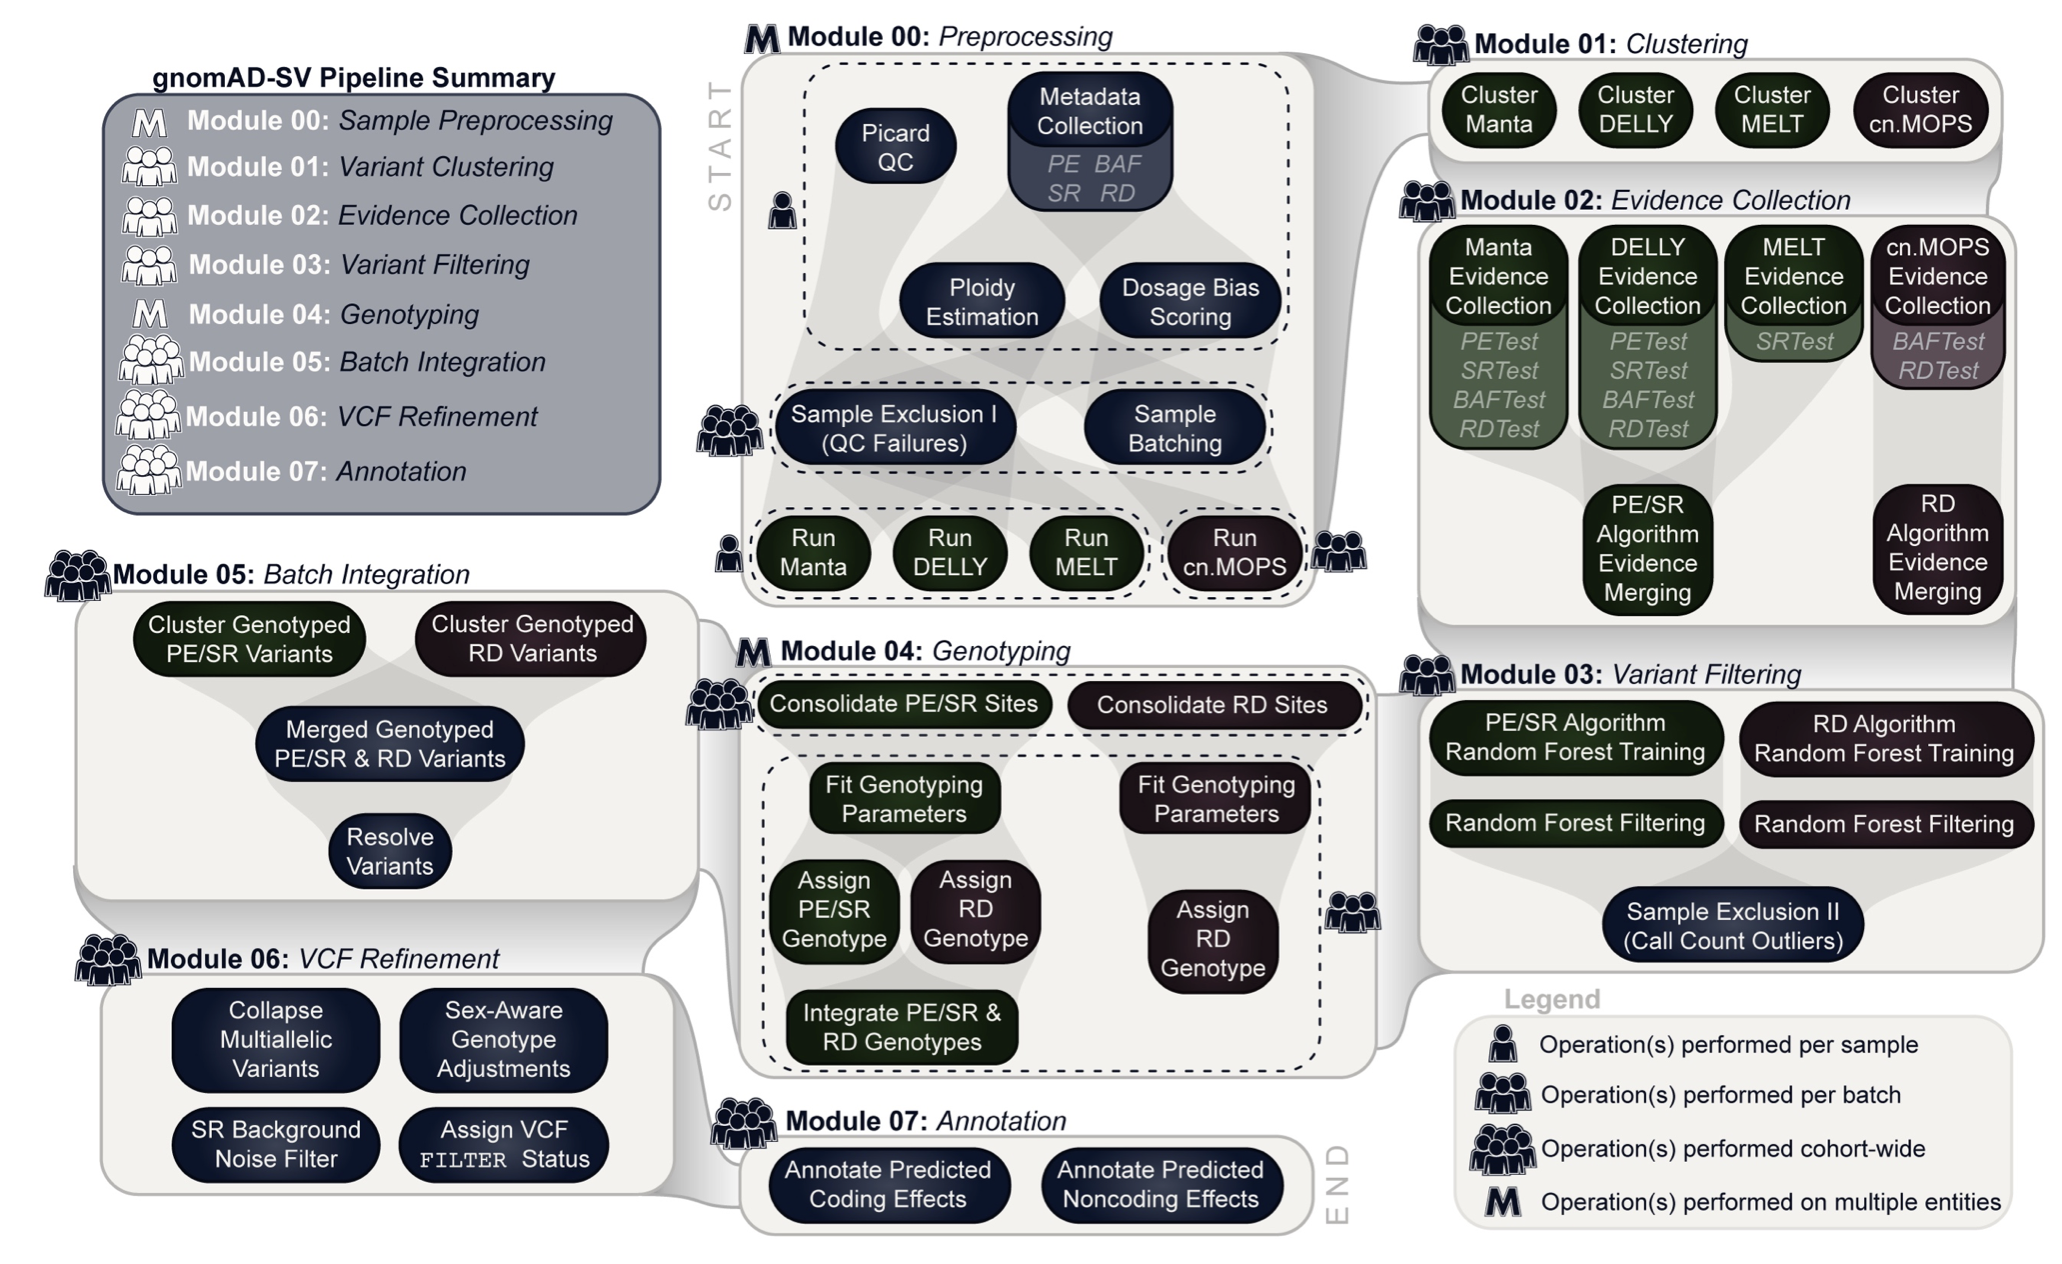 gnomAD-SV Pipeline Summary
M Module 00: Sample Preprocessing
Module 01: Variant Clustering
Module 02: Evidence Collection
Module 03: Variant Filtering
M Module 04: Genotyping
Module 05: Batch Integration
Module 06: VCF Refinement
Module 07: Annotation
START
M Module 00: Preprocessing
Picard
QC
Metadata
Collection
PE BAF
SR RD
Ploidy
Estimation
Dosage Bias
Scoring
Sample Exclusion I
(QC Failures)
Sample
Batching
Run
Manta
Run
DELLY
Run
MELT
Run
cn.MOPS
Module 01: Clustering
Cluster
Manta
Cluster
DELLY
Cluster
MELT
Cluster
cn.MOPS
Module 02: Evidence Collection
Manta
Evidence
Collection
PETest
SRTest
BAFTest
RDTest
DELLY
Evidence
Collection
PETest
SRTest
BAFTest
RDTest
MELT
Evidence
Collection
SRTest
cn.MOPS
Evidence
Collection
BAFTest
RDTest
PE/SR
Algorithm
Evidence
Merging
RD
Algorithm
Evidence
Merging
Module 03: Variant Filtering
PE/SR Algorithm
Random Forest Training
RD Algorithm
Random Forest Training
Random Forest Filtering
Random Forest Filtering
Sample Exclusion II
(Call Count Outliers)
M Module 04: Genotyping
Consolidate PE/SR Sites
Consolidate RD Sites
Fit Genotyping
Parameters
Fit Genotyping
Parameters
Assign
PE/SR
Genotype
Assign
RD
Genotype
Assign
RD
Genotype
Integrate PE/SR &
RD Genotypes
Module 05: Batch Integration
Cluster Genotyped
PE/SR Variants
Cluster Genotyped
RD Variants
Merged Genotyped
PE/SR & RD Variants
Resolve
Variants
Module 06: VCF Refinement
Collapse
Multiallelic
Variants
Sex-Aware
Genotype
Adjustments
SR Background
Noise Filter
Assign VCF
FILTER Status
Module 07: Annotation
Annotate Predicted
Coding Effects
Annotate Predicted
Noncoding Effects
END
Legend
Operation(s) performed per sample
Operation(s) performed per batch
Operation(s) performed cohort-wide
M Operation(s) performed on multiple entities